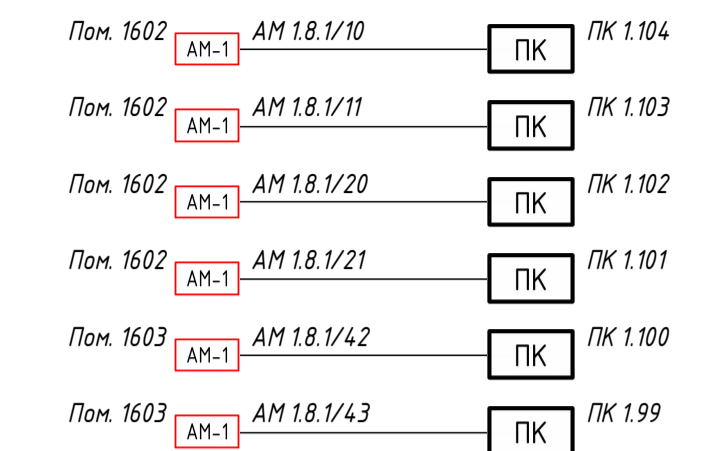 Пом. 1602 АМ-1 АМ 1.8.1/10 ПК ПК 1.104
Пом. 1602 АМ-1 АМ 1.8.1/11 ПК ПК 1.103
Пом. 1602 АМ-1 АМ 1.8.1/20 ПК ПК 1.102
Пом. 1602 АМ-1 АМ 1.8.1/21 ПК ПК 1.101
Пом. 1603 АМ-1 АМ 1.8.1/42 ПК ПК 1.100
Пом. 1603 АМ-1 АМ 1.8.1/43 ПК ПК 1.99